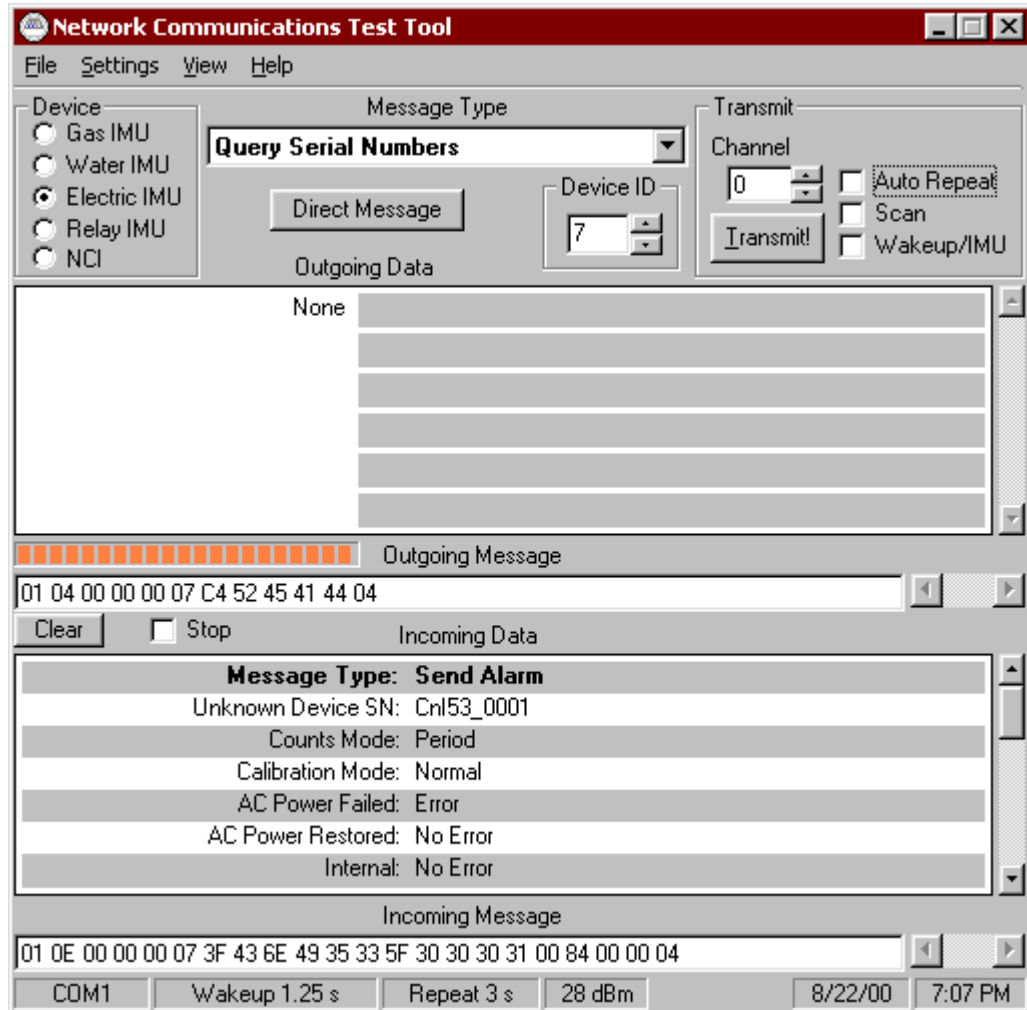 Network Communications Test Tool
File Settings View Help
Device
Gas IMU
Water IMU
Electric IMU
Relay IMU
NCI
Message Type
Query Serial Numbers
Direct Message
Device ID
7
Transmit
Channel
0
Transmit!
Auto Repeat
Scan
Wakeup/IMU
Outgoing Data
None
Outgoing Message
01 04 00 00 00 07 C4 52 45 41 44 04
Clear
Stop
Incoming Data
Message Type: Send Alarm
Unknown Device SN: CnI53_0001
Counts Mode: Period
Calibration Mode: Normal
AC Power Failed: Error
AC Power Restored: No Error
Internal: No Error
Incoming Message
01 0E 00 00 00 07 3F 43 6E 49 35 33 5F 30 30 30 31 00 84 00 00 04
COM1 Wakeup 1.25 s Repeat 3 s 28 dBm 8/22/00 7:07 PM